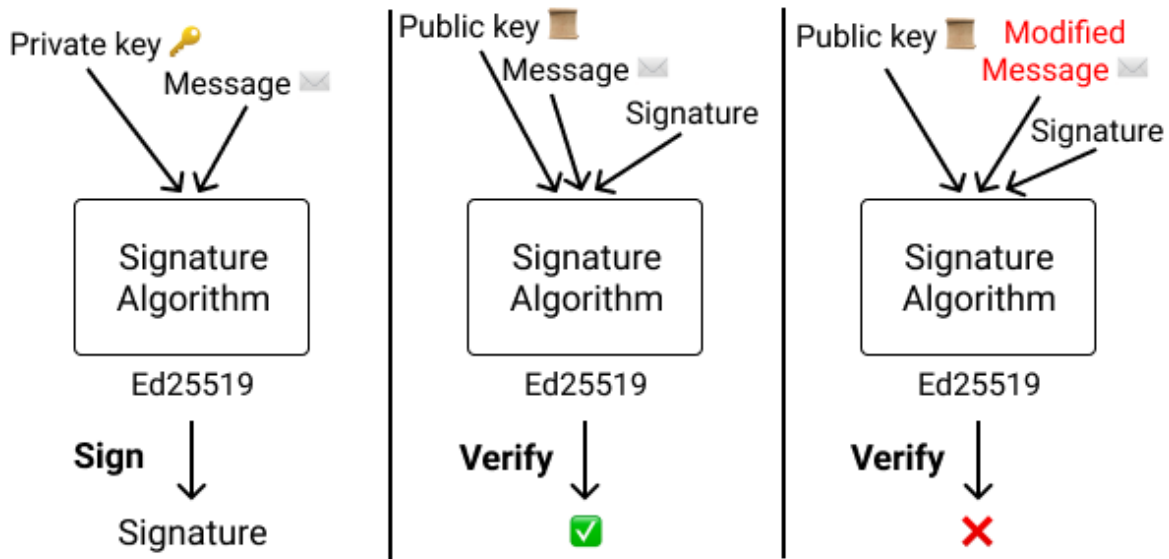 Private key 🔑
Message ✉️
Signature
Algorithm
Ed25519
Sign
Signature
Public key 📜
Message ✉️
Signature
Signature
Algorithm
Ed25519
Verify
✅
Public key 📜
Modified
Message ✉️
Signature
Signature
Algorithm
Ed25519
Verify
❌